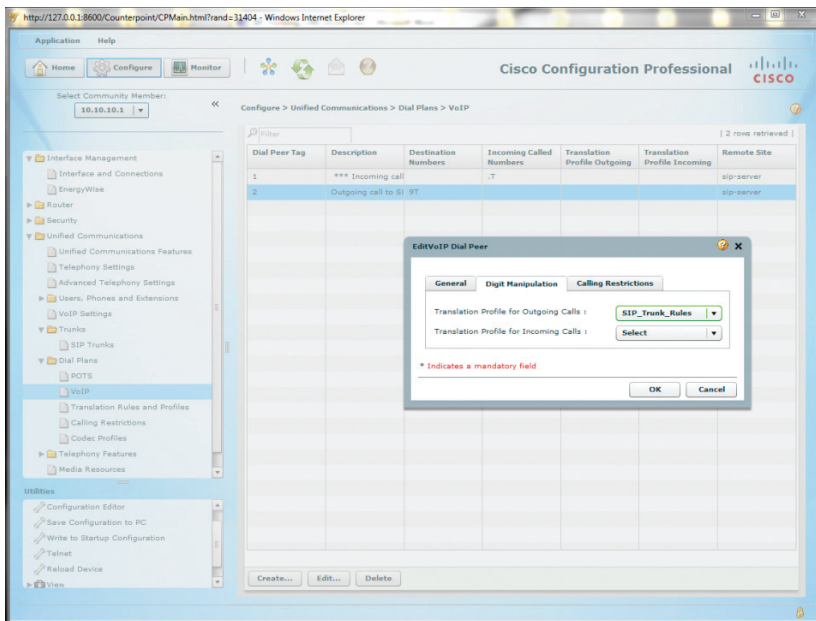 http://127.0.0.1:8600/Counterpoint/CPMain.html?rand=31404 - Windows Internet Explorer
Application Help
Home Configure Monitor
Cisco Configuration Professional
CISCO
Select Community Member:
10.10.10.1
Configure > Unified Communications > Dial Plans > VoIP
Filter
| 2 rows retrieved |
Dial Peer Tag Description Destination Numbers Incoming Called Numbers Translation Profile Outgoing Translation Profile Incoming Remote Site
1 *** Incoming call .T sip-server
2 Outgoing call to SI 9T sip-server
Interface Management
Interface and Connections
EnergyWise
Router
Security
Unified Communications
Unified Communications Features
Telephony Settings
Advanced Telephony Settings
Users, Phones and Extensions
VoIP Settings
Trunks
SIP Trunks
Dial Plans
POTS
VoIP
Translation Rules and Profiles
Calling Restrictions
Codec Profiles
Telephony Features
Media Resources
Utilities
Configuration Editor
Save Configuration to PC
Write to Startup Configuration
Telnet
Reload Device
View
EditVoIP Dial Peer
General Digit Manipulation Calling Restrictions
Translation Profile for Outgoing Calls : SIP_Trunk_Rules
Translation Profile for Incoming Calls : Select
* Indicates a mandatory field
OK Cancel
Create... Edit... Delete